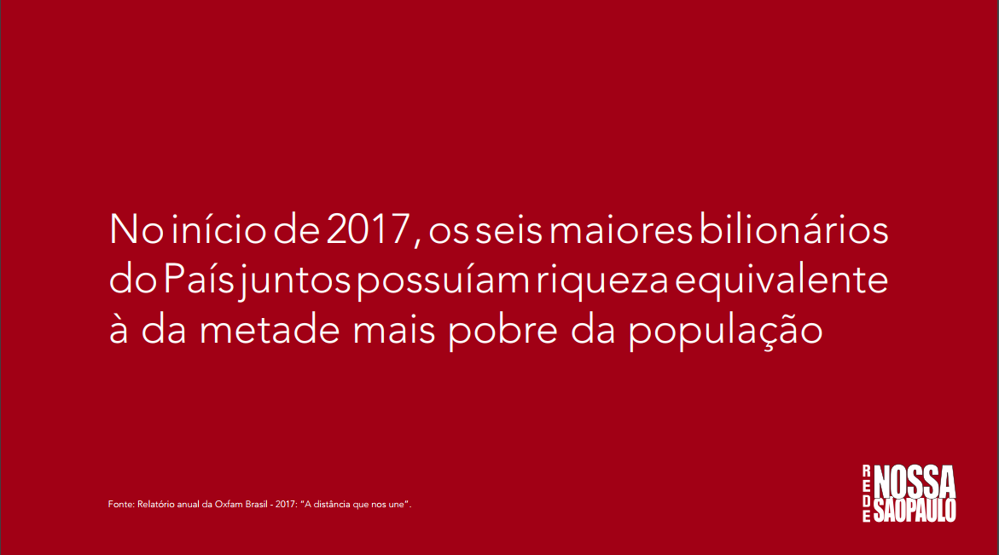 No início de 2017, os seis maiores bilionários
do País juntos possuíam riqueza equivalente
à da metade mais pobre da população
Fonte: Relatório anual da Oxfam Brasil - 2017: “A distância que nos une”.
REDE
NOSSA
SÃOPAULO